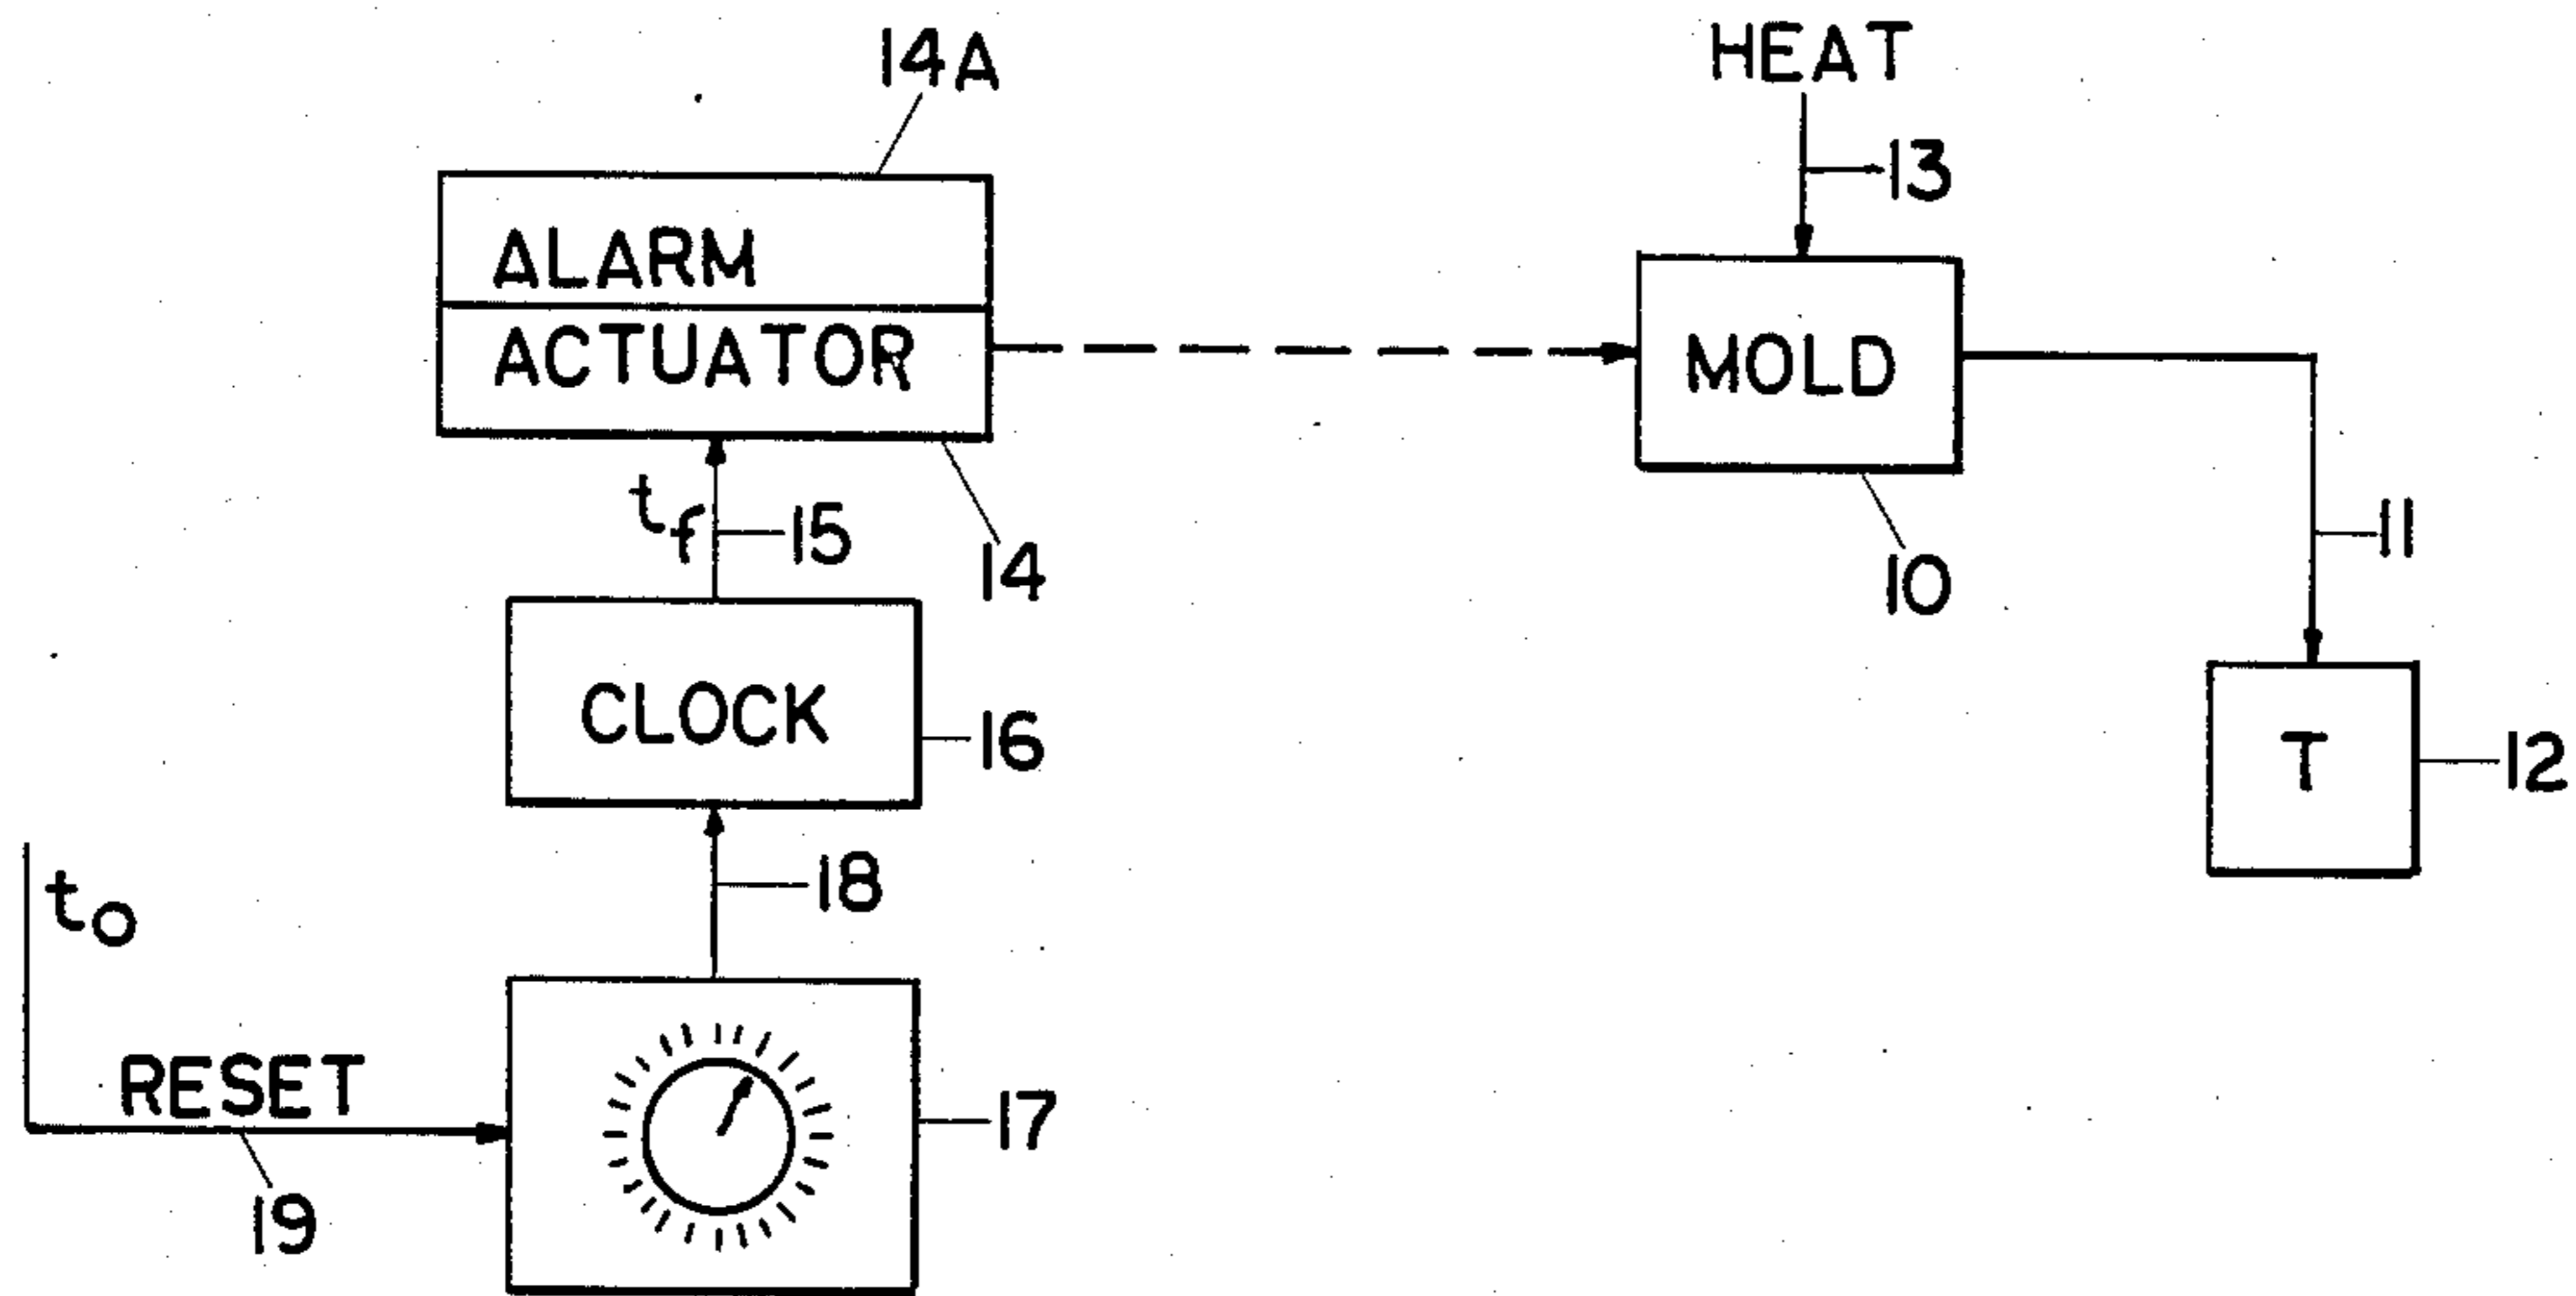 14A
HEAT
13
ALARM
ACTUATOR
MOLD
tf
15
14
10
11
CLOCK
16
T
12
18
to
RESET
17
19